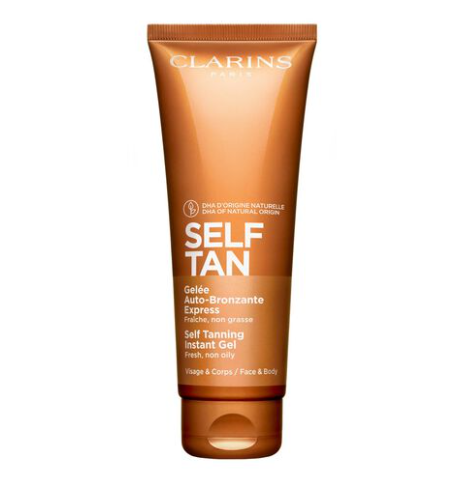 CLARINS
PARIS
DHA D'ORIGINE NATURELLE
DHA OF NATURAL ORIGIN
SELF
TAN
Gelée
Auto-Bronzante
Express
Fraîche, non grasse
Self Tanning
Instant Gel
Fresh, non oily
Visage & Corps / Face & Body